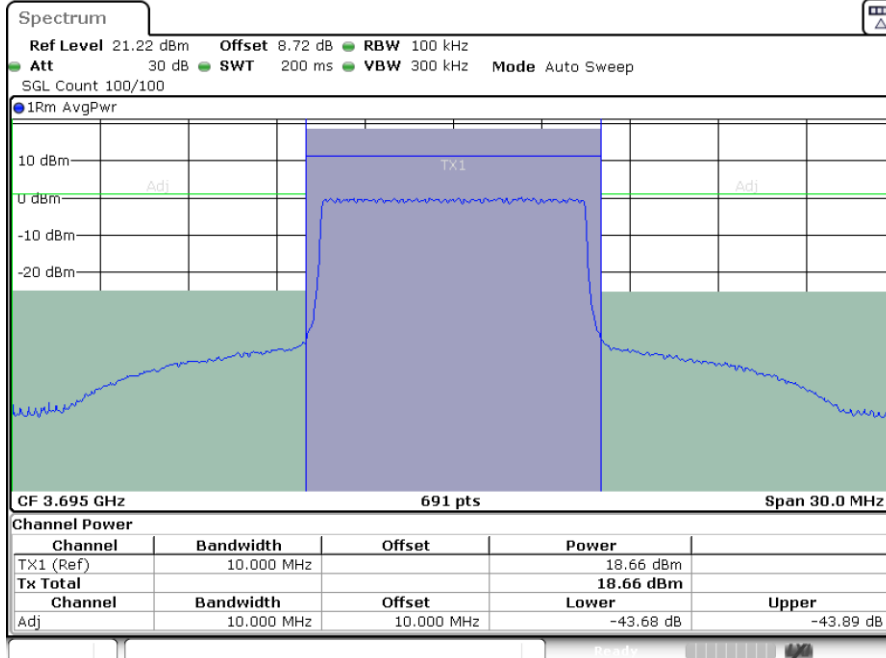 Spectrum
Ref Level 21.22 dBm Offset 8.72 dB RBW 100 kHz
Att 30 dB SWT 200 ms VBW 300 kHz Mode Auto Sweep
SGL Count 100/100
1Rm AvgPwr
10 dBm
TX1
Adj Adj
0 dBm
-10 dBm
-20 dBm
CF 3.695 GHz 691 pts Span 30.0 MHz
Channel Power
Channel Bandwidth Offset Power
TX1 (Ref) 10.000 MHz 18.66 dBm
Tx Total 18.66 dBm
Channel Bandwidth Offset Lower Upper
Adj 10.000 MHz 10.000 MHz -43.68 dB -43.89 dB
Ready